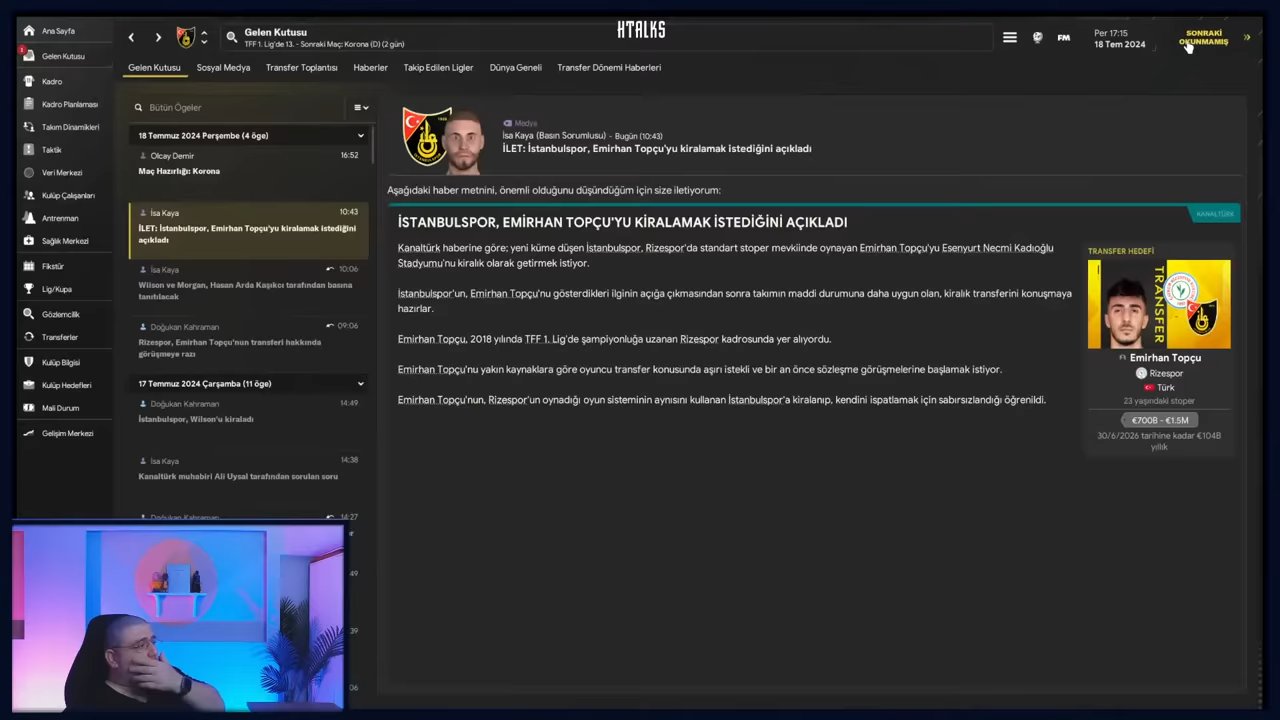 HTALKS
Ana Sayfa
Gelen Kutusu
Kadro
Kadro Planlaması
Takım Dinamikleri
Taktik
Veri Merkezi
Kulüp Çalışanları
Antrenman
Sağlık Merkezi
Fikstür
Lig/Kupa
Gözlemcilik
Transferler
Kulüp Bilgisi
Kulüp Hedefleri
Mali Durum
Gelişim Merkezi
Gelen Kutusu
TFF 1. Lig'de 13. - Sonraki Maç: Korona (D) (2 gün)
FM
Per 17:15
18 Tem 2024
SONRAKİ
OKUNMAMIŞ
Gelen Kutusu
Sosyal Medya
Transfer Toplantısı
Haberler
Takip Edilen Ligler
Dünya Geneli
Transfer Dönemi Haberleri
Bütün Ögeler
18 Temmuz 2024 Perşembe (4 öge)
Olcay Demir 16:52
Maç Hazırlığı: Korona
İsa Kaya 10:43
İLET: İstanbulspor, Emirhan Topçu'yu kiralamak istediğini
açıkladı
İsa Kaya 10:06
Wilson ve Morgan, Hasan Arda Kaşıkcı tarafından basına
tanıtılacak
Doğukan Kahraman 09:06
Rizespor, Emirhan Topçu'nun transferi hakkında
görüşmeye razı
17 Temmuz 2024 Çarşamba (11 öge)
Doğukan Kahraman 14:49
İstanbulspor, Wilson'u kiraladı
İsa Kaya 14:38
Kanaltürk muhabiri Ali Uysal tarafından sorulan soru
Doğukan Kahraman 14:27
Medya
İsa Kaya (Basın Sorumlusu) - Bugün (10:43)
İLET: İstanbulspor, Emirhan Topçu'yu kiralamak istediğini açıkladı
Aşağıdaki haber metnini, önemli olduğunu düşündüğüm için size iletiyorum:
KANALTÜRK
İSTANBULSPOR, EMİRHAN TOPÇU'YU KİRALAMAK İSTEDİĞİNİ AÇIKLADI
Kanaltürk haberine göre; yeni küme düşen İstanbulspor, Rizespor'da standart stoper mevkiinde oynayan Emirhan Topçu'yu Esenyurt Necmi Kadıoğlu
Stadyumu'nu kiralık olarak getirmek istiyor.
İstanbulspor'un, Emirhan Topçu'nu gösterdikleri ilginin açığa çıkmasından sonra takımın maddi durumuna daha uygun olan, kiralık transferini konuşmaya
hazırlar.
Emirhan Topçu, 2018 yılında TFF 1. Lig'de şampiyonluğa uzanan Rizespor kadrosunda yer alıyordu.
Emirhan Topçu'nu yakın kaynaklara göre oyuncu transfer konusunda aşırı istekli ve bir an önce sözleşme görüşmelerine başlamak istiyor.
Emirhan Topçu'nun, Rizespor'un oynadığı oyun sisteminin aynısını kullanan İstanbulspor'a kiralanıp, kendini ispatlamak için sabırsızlandığı öğrenildi.
TRANSFER HEDEFİ
TRANSFER
Emirhan Topçu
Rizespor
Türk
23 yaşındaki stoper
€700B - €1.5M
30/6/2026 tarihine kadar €104B
yıllık